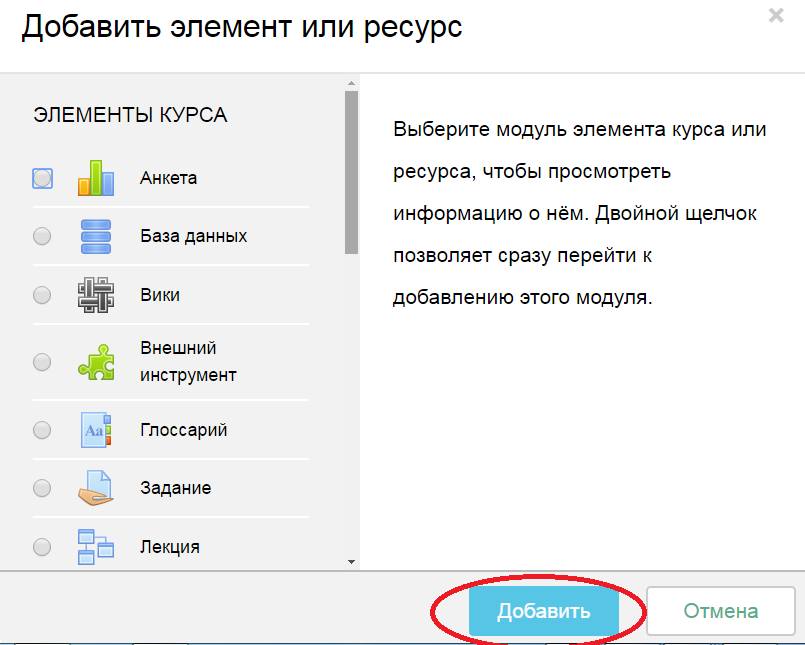 Добавить элемент или ресурс
ЭЛЕМЕНТЫ КУРСА
Анкета
База данных
Вики
Внешний
инструмент
Aa
Глоссарий
Задание
Лекция
Выберите модуль элемента курса или
ресурса, чтобы просмотреть
информацию о нём. Двойной щелчок
позволяет сразу перейти к
добавлению этого модуля.
Добавить
Отмена